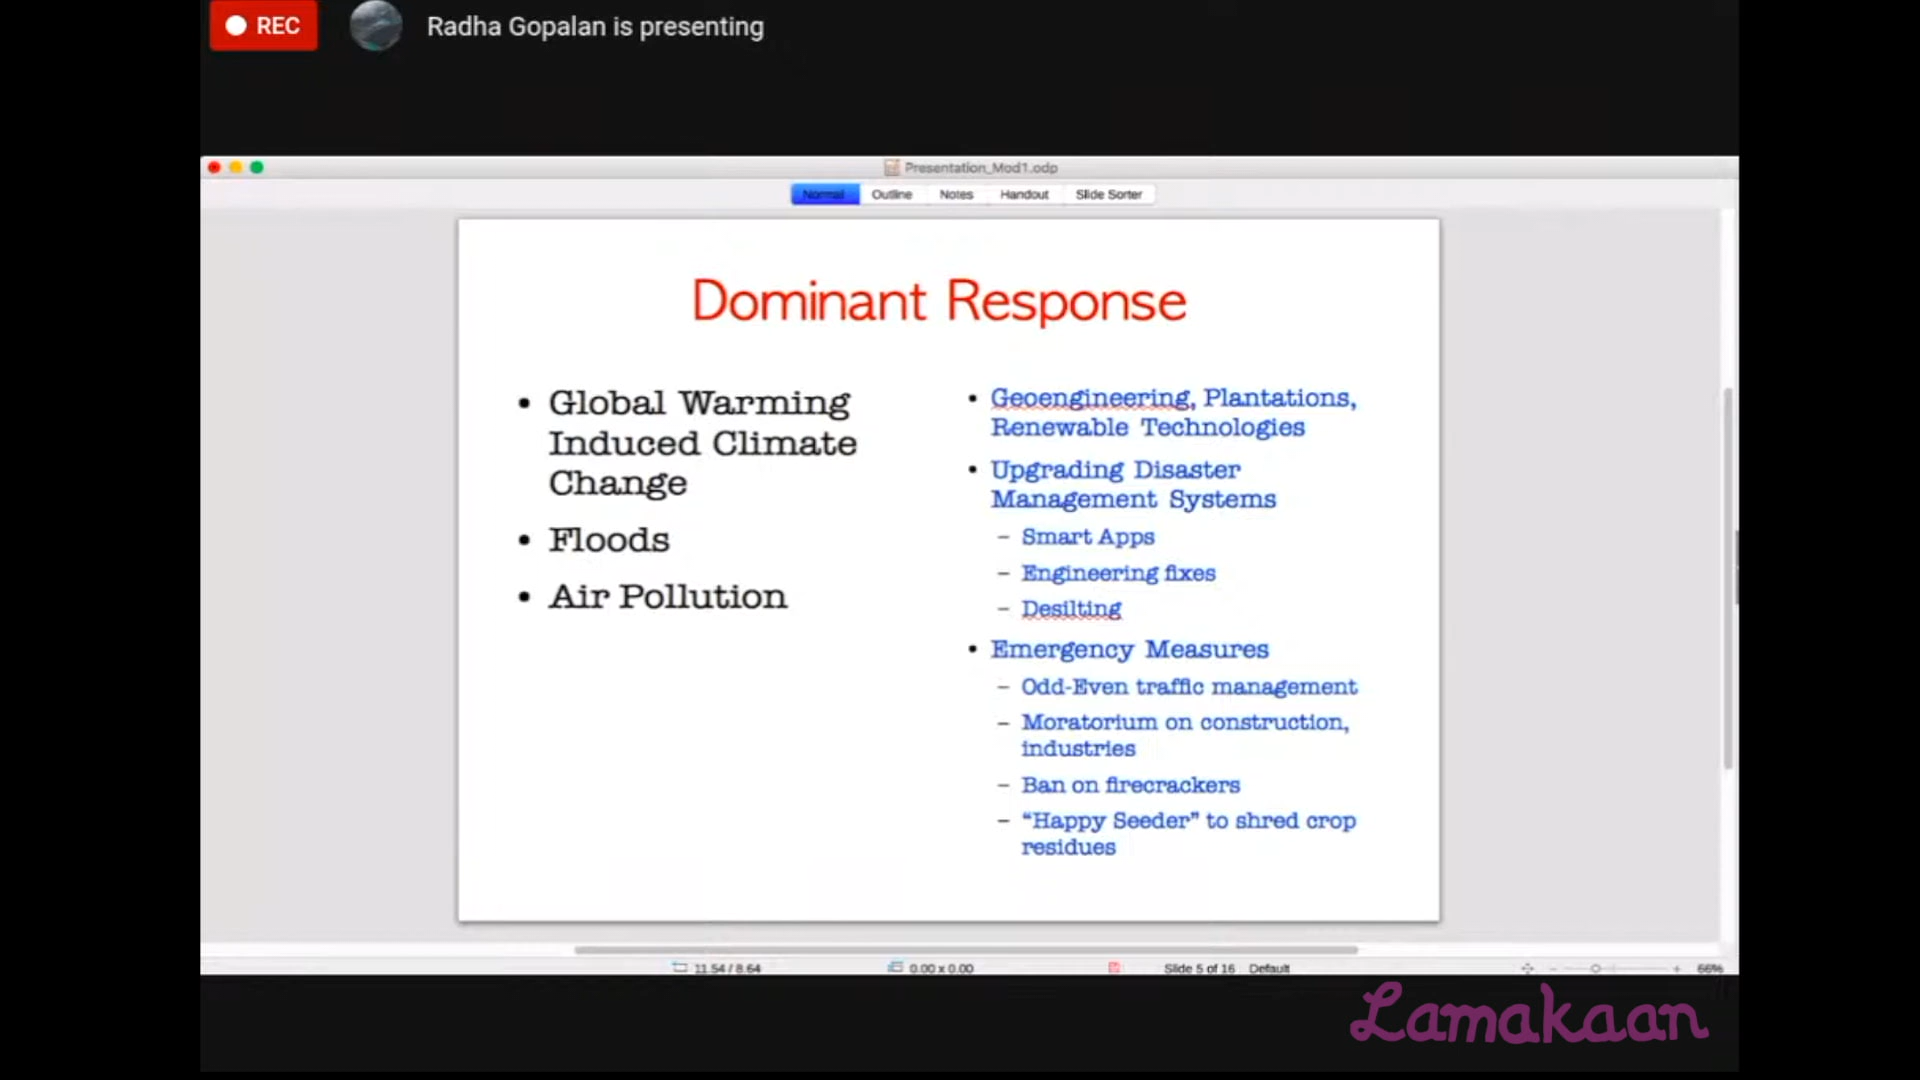 REC
Radha Gopalan is presenting
Presentation_Mod1.odp
Normal Outline Notes Handout Slide Sorter
Dominant Response
• Global Warming
Induced Climate
Change
• Floods
• Air Pollution
• Geoengineering, Plantations,
Renewable Technologies
• Upgrading Disaster
Management Systems
– Smart Apps
– Engineering fixes
– Desilting
• Emergency Measures
– Odd-Even traffic management
– Moratorium on construction,
industries
– Ban on firecrackers
– “Happy Seeder” to shred crop
residues
11.54 / 8.64 0.00 x 0.00 Slide 5 of 16 Default 66%
Lamakaan